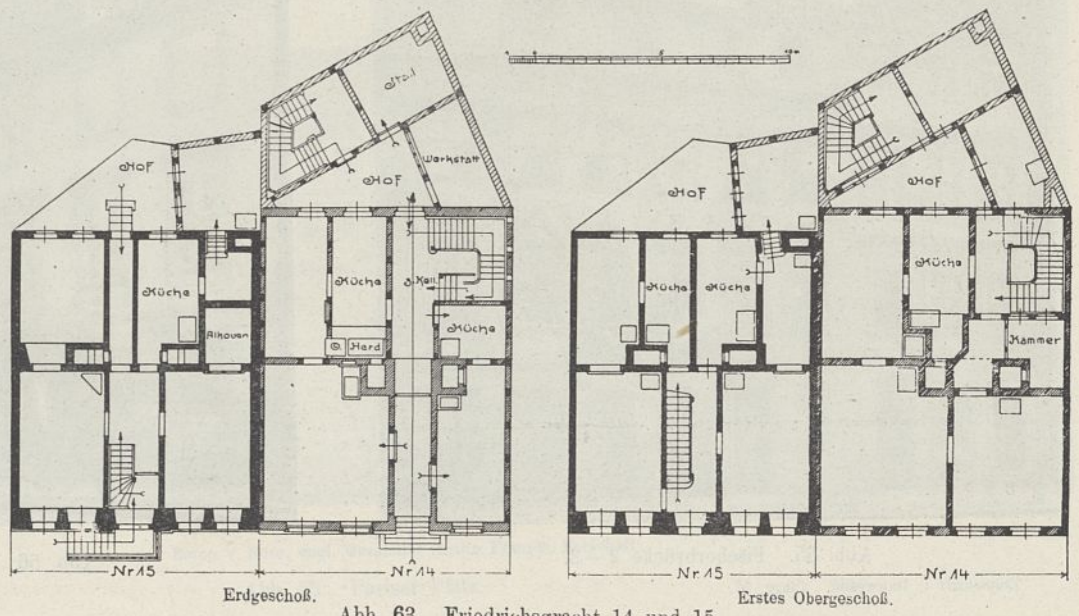 Stall
Werkstatt
Hof
Hof
Küche
Alkoven
Küche
z. Kell.
Küche
Herd
Nr 15
Nr 14
Erdgeschoß.
Hof
Hof
Küche
Küche
Küche
Kammer
Nr 15
Nr 14
Erstes Obergeschoß.
Abb. 63. Friedrichsgracht 14 und 15.